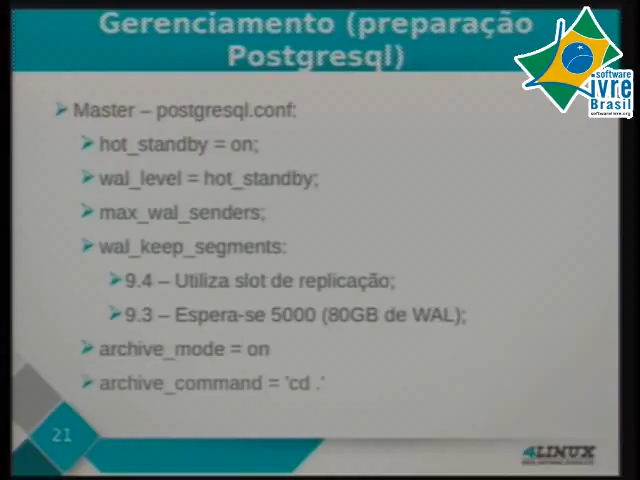 Gerenciamento (preparação
Postgresql)
software
livre
Brasil
softwarelivre.org
Master – postgresql.conf:
hot_standby = on;
wal_level = hot_standby;
max_wal_senders;
wal_keep_segments:
9.4 – Utiliza slot de replicação;
9.3 – Espera-se 5000 (80GB de WAL);
archive_mode = on
archive_command = 'cd .'
21
4LINUX